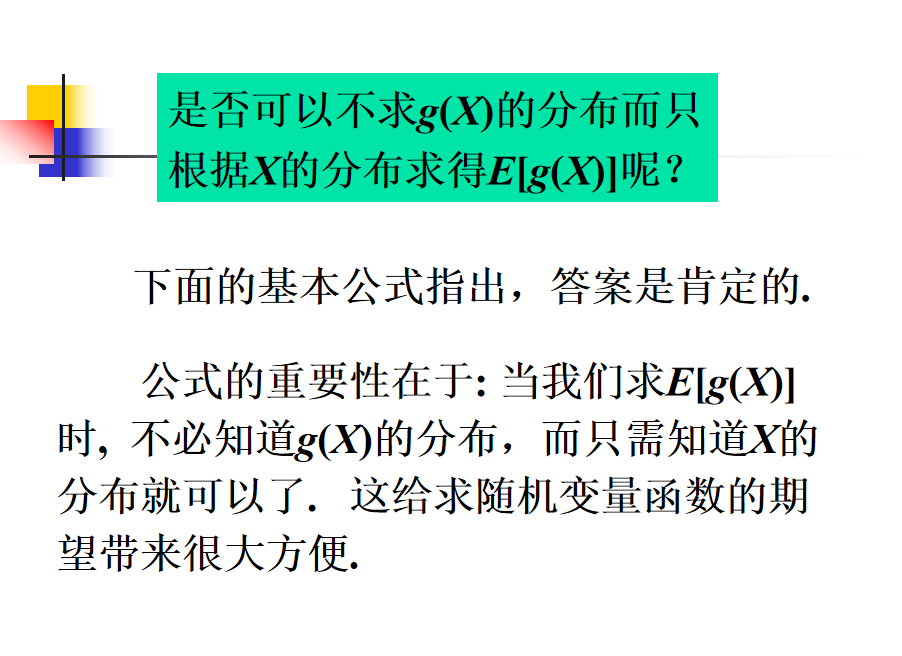 是否可以不求g(X)的分布而只
根据X的分布求得E[g(X)]呢？
下面的基本公式指出，答案是肯定的.
公式的重要性在于: 当我们求E[g(X)]
时, 不必知道g(X)的分布，而只需知道X的
分布就可以了. 这给求随机变量函数的期
望带来很大方便.